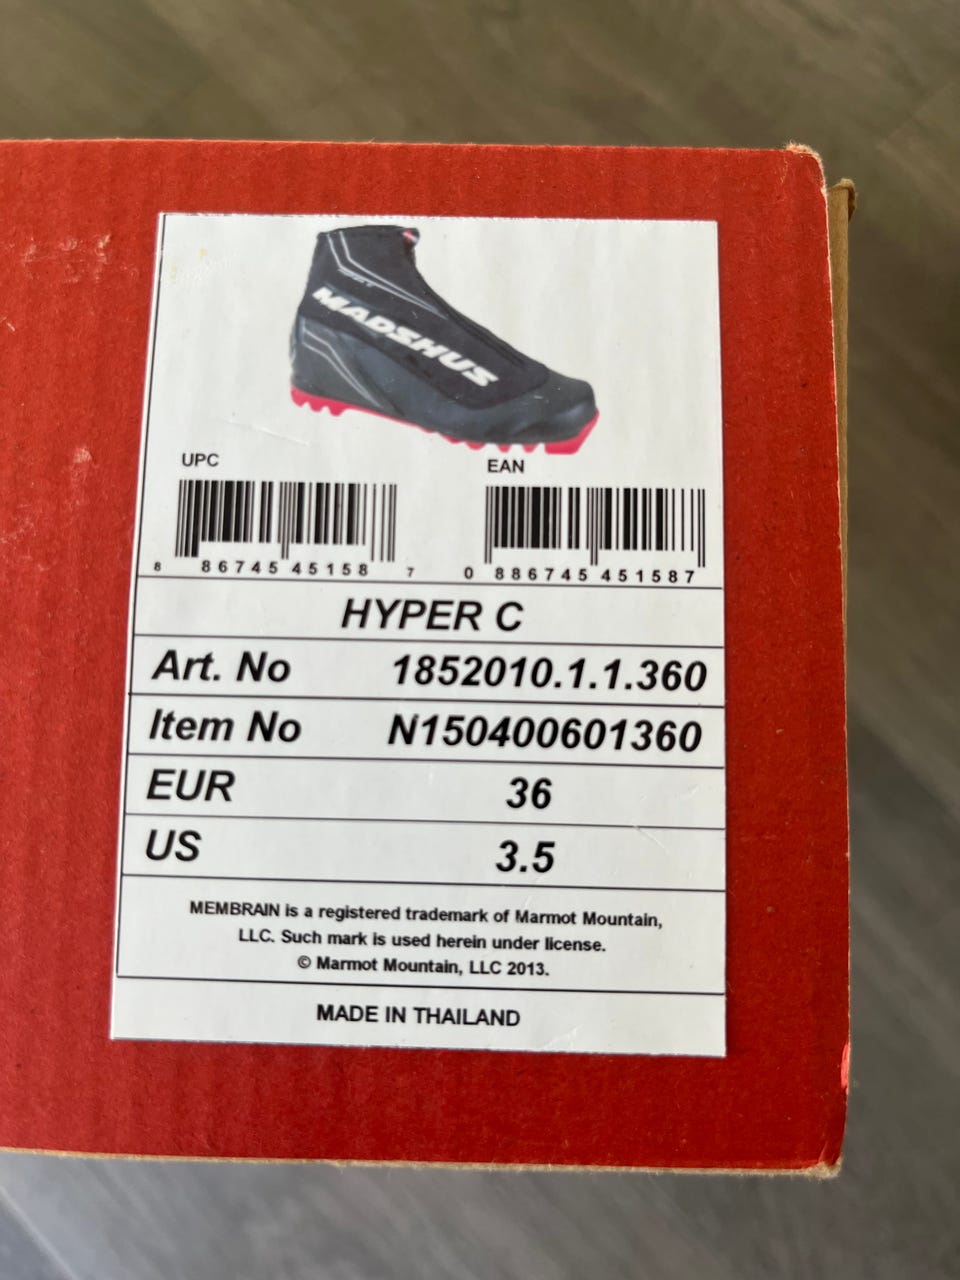 MADSHUS
UPC
EAN
8 86745 45158 7
0 886745 451587
HYPER C
Art. No 1852010.1.1.360
Item No N150400601360
EUR 36
US 3.5
MEMBRAIN is a registered trademark of Marmot Mountain,
LLC. Such mark is used herein under license.
© Marmot Mountain, LLC 2013.
MADE IN THAILAND